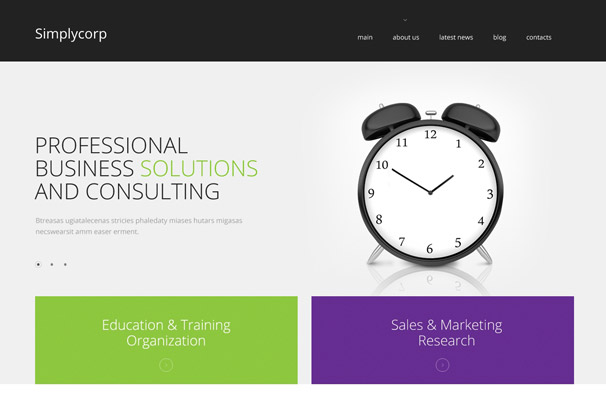 Simplycorp
main about us latest news blog contacts
PROFESSIONAL
BUSINESS SOLUTIONS
AND CONSULTING
Btreasas ugiatalecenas stricies phaledaty miases hutars migasas
necswearsit amm easer erment.
12
11 1
10 2
9 3
8 4
7 5
6
Education & Training
Organization
Sales & Marketing
Research